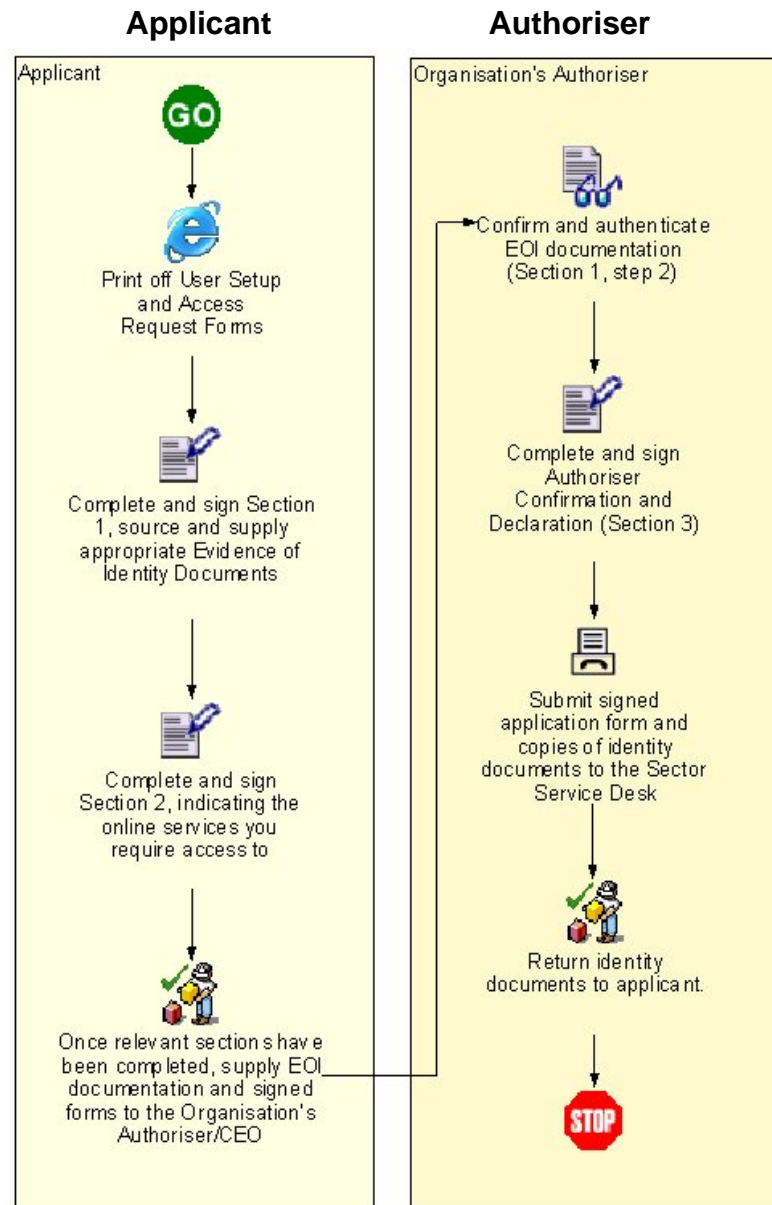 Applicant
Authoriser
Applicant
GO
Print off User Setup
and Access
Request Forms
Complete and sign Section
1, source and supply
appropriate Evidence of
Identity Documents
Complete and sign
Section 2, indicating the
online services you
require access to
Once relevant sections have
been completed, supply EOI
documentation and signed
forms to the Organisation's
Authoriser/CEO
Organisation's Authoriser
Confirm and authenticate
EOI documentation
(Section 1, step 2)
Complete and sign
Authoriser
Confirmation and
Declaration (Section 3)
Submit signed
application form and
copies of identity
documents to the Sector
Service Desk
Return identity
documents to applicant.
STOP